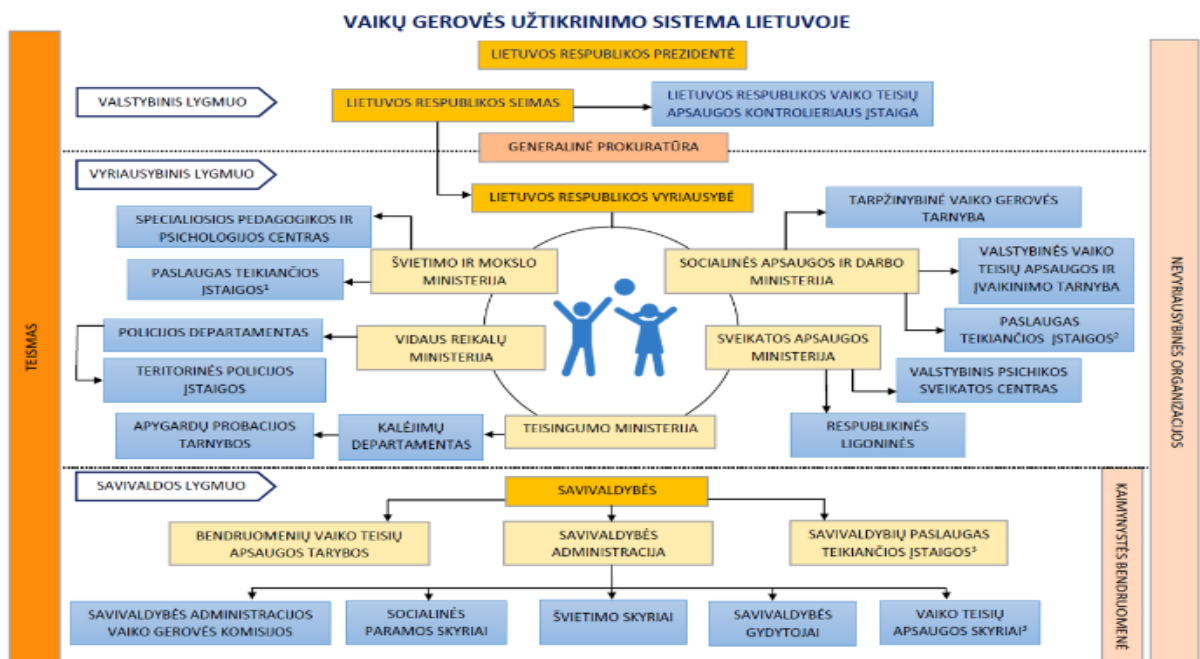 VAIKŲ GEROVĖS UŽTIKRINIMO SISTEMA LIETUVOJE
LIETUVOS RESPUBLIKOS PREZIDENTĖ
VALSTYBINIS LYGMUO
LIETUVOS RESPUBLIKOS SEIMAS
LIETUVOS RESPUBLIKOS VAIKO TEISIŲ
APSAUGOS KONTROLIERIAUS ĮSTAIGA
GENERALINĖ PROKURATŪRA
VYRIAUSYBINIS LYGMUO
LIETUVOS RESPUBLIKOS VYRIAUSYBĖ
SPECIALIOSIOS PEDAGOGIKOS IR
PSICHOLOGIJOS CENTRAS
TARPŽINYBINĖ VAIKO GEROVĖS
TARNYBA
ŠVIETIMO IR MOKSLO
MINISTERIJA
SOCIALINĖS APSAUGOS IR DARBO
MINISTERIJA
PASLAUGAS TEIKIANČIOS
ĮSTAIGOS¹
VALSTYBINĖS VAIKO
TEISIŲ APSAUGOS IR
ĮVAIKINIMO TARNYBA
POLICIJOS DEPARTAMENTAS
VIDAUS REIKALŲ
MINISTERIJA
SVEIKATOS APSAUGOS
MINISTERIJA
PASLAUGAS
TEIKIANČIOS ĮSTAIGOS²
TERITORINĖS POLICIJOS
ĮSTAIGOS
VALSTYBINIS PSICHIKOS
SVEIKATOS CENTRAS
APYGARDŲ PROBACIJOS
TARNYBOS
KALĖJIMŲ
DEPARTAMENTAS
TEISINGUMO MINISTERIJA
RESPUBLIKINĖS
LIGONINĖS
SAVIVALDOS LYGMUO
SAVIVALDYBĖS
BENDRUOMENIŲ VAIKO TEISIŲ
APSAUGOS TARYBOS
SAVIVALDYBĖS
ADMINISTRACIJA
SAVIVALDYBIŲ PASLAUGAS
TEIKIANČIOS ĮSTAIGOS³
SAVIVALDYBĖS ADMINISTRACIJOS
VAIKO GEROVĖS KOMISIJOS
SOCIALINĖS
PARAMOS SKYRIAI
ŠVIETIMO SKYRIAI
SAVIVALDYBĖS
GYDYTOJAI
VAIKO TEISIŲ
APSAUGOS SKYRIAI³
TEISMAS
KAIMYNYSTĖS BENDRUOMENĖ
NEVYRIAUSYBINĖS ORGANIZACIJOS